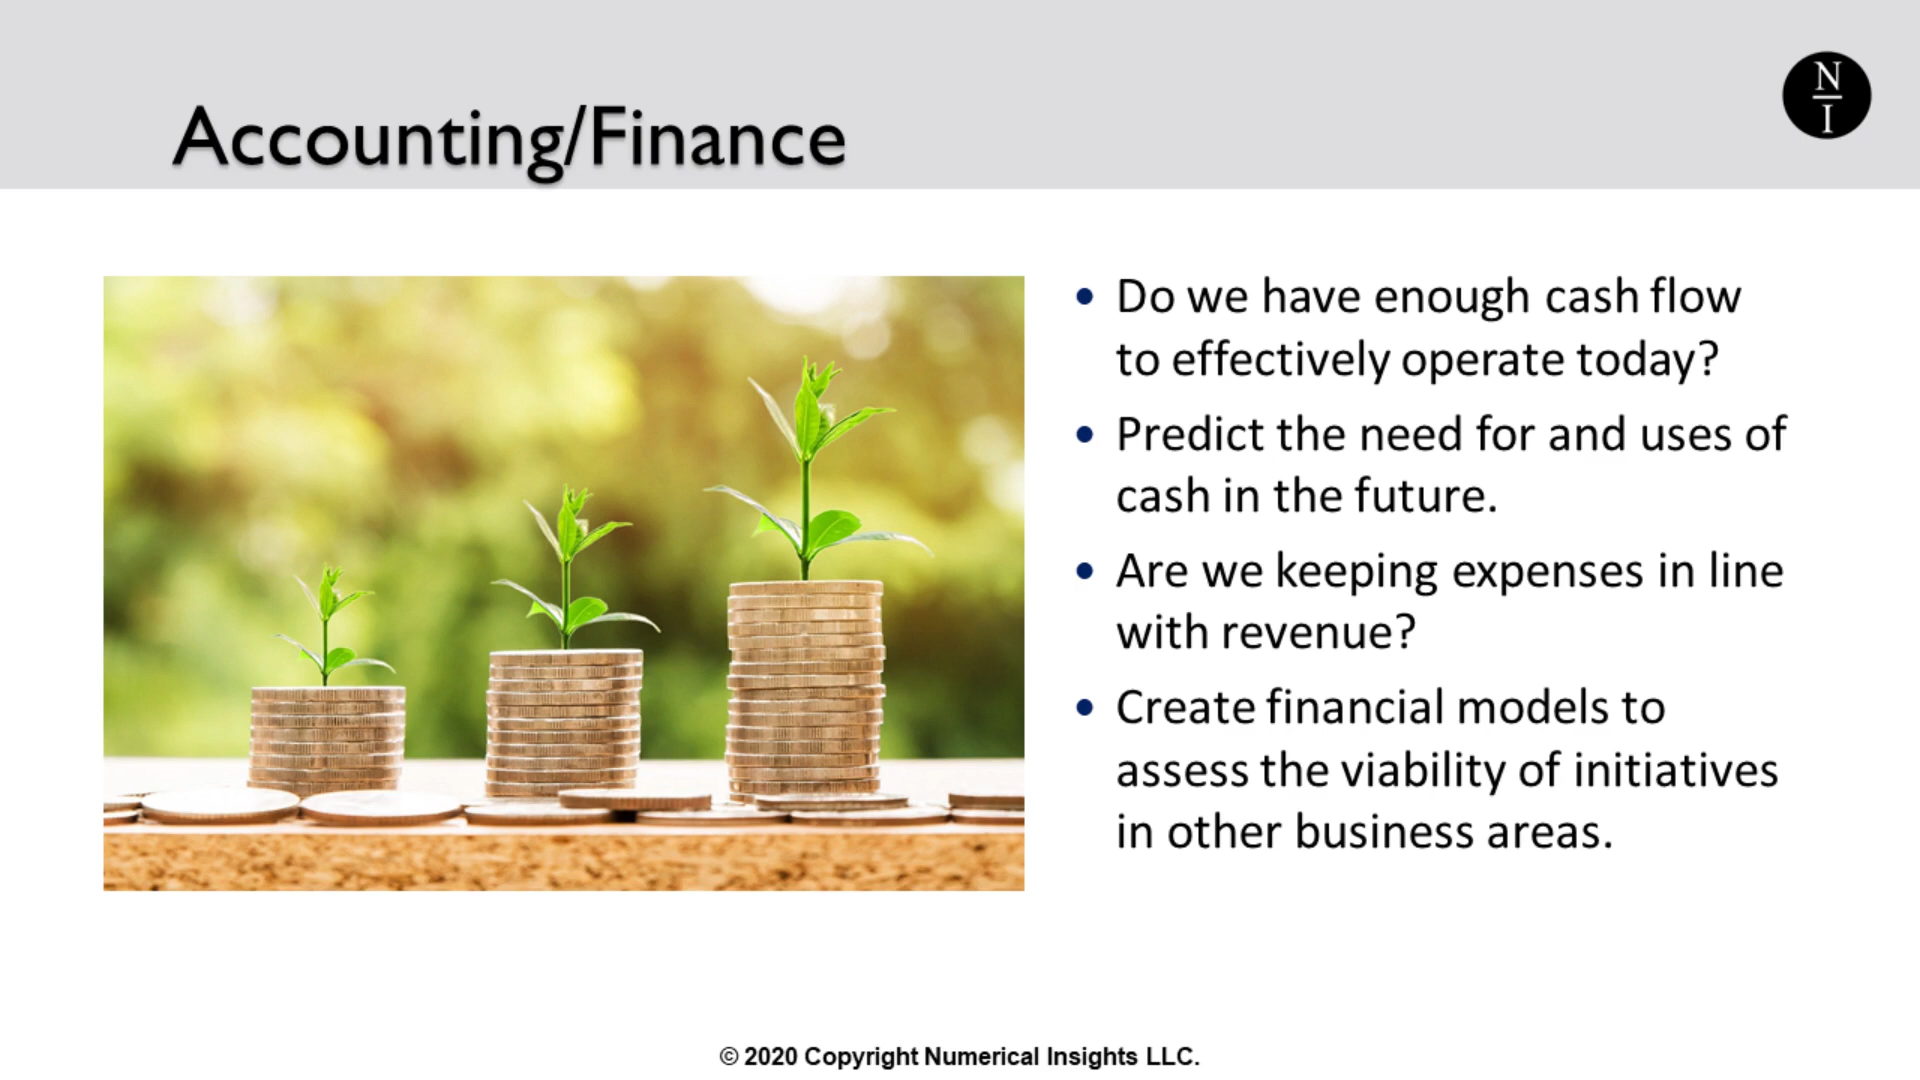 N
I
Accounting/Finance
• Do we have enough cash flow
to effectively operate today?
• Predict the need for and uses of
cash in the future.
• Are we keeping expenses in line
with revenue?
• Create financial models to
assess the viability of initiatives
in other business areas.
© 2020 Copyright Numerical Insights LLC.